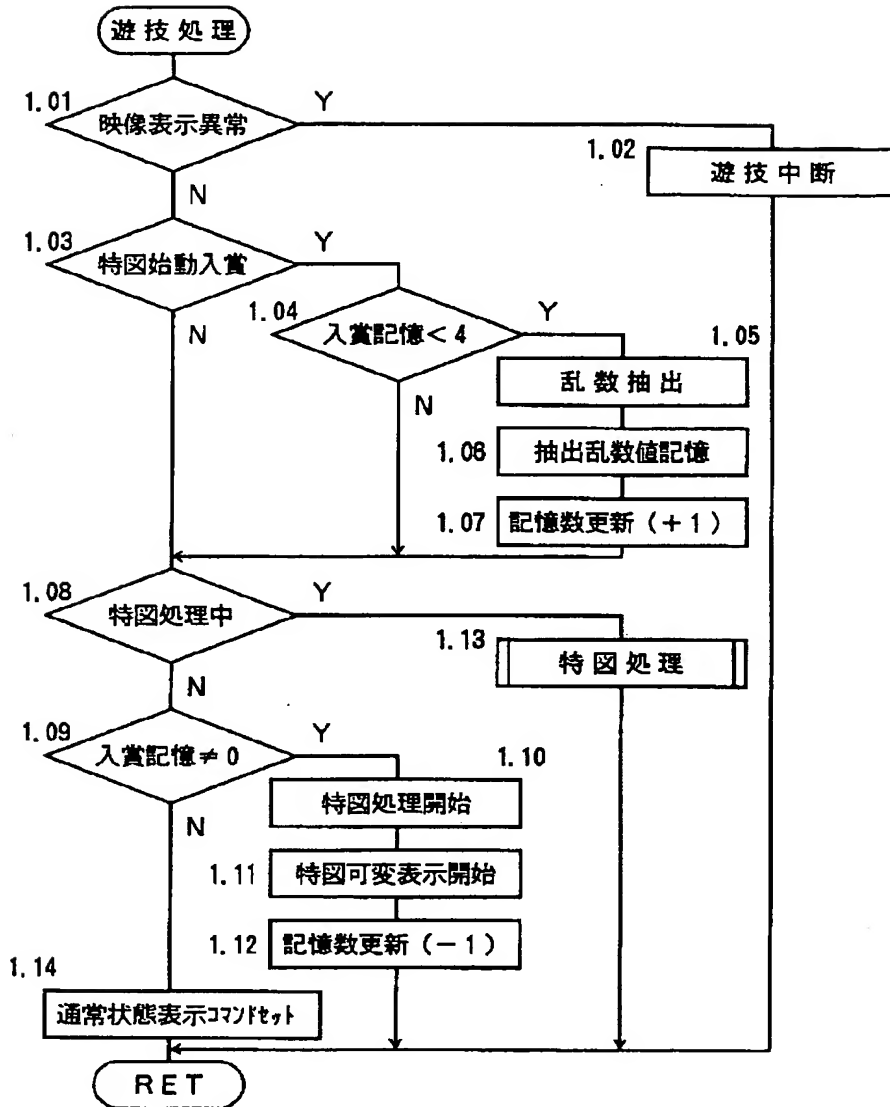 遊技処理
1.01
映像表示異常
Y
N
1.02
遊技中断
1.03
特図始動入賞
Y
N
1.04
入賞記憶<4
Y
N
1.05
乱数抽出
1.06
抽出乱数値記憶
1.07
記憶数更新(+1)
1.08
特図処理中
Y
N
1.13
特図処理
1.09
入賞記憶≠0
Y
N
1.10
特図処理開始
1.11
特図可変表示開始
1.12
記憶数更新(-1)
1.14
通常状態表示コマンドセット
RET